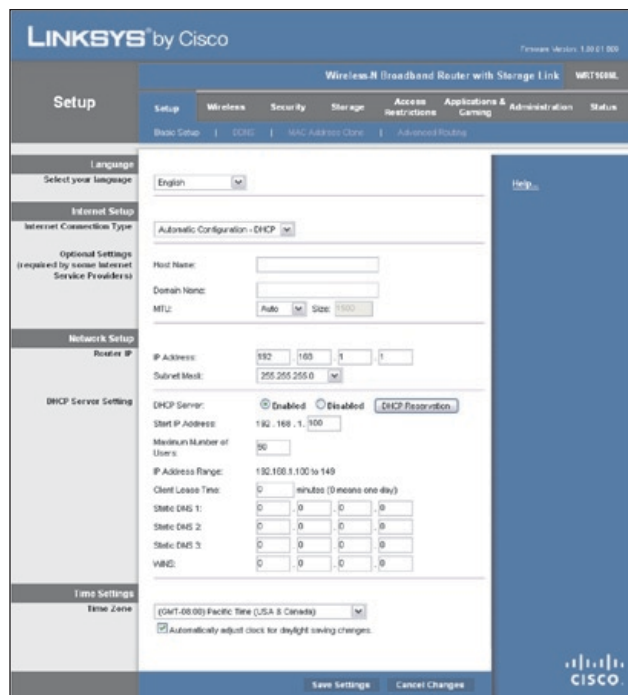 LINKSYS® by Cisco
Firmware Version: 1.00.01 B09
Wireless-N Broadband Router with Storage Link WRT160NL
Setup
Setup Wireless Security Storage Access Restrictions Applications & Gaming Administration Status
Basic Setup | DDNS | MAC Address Clone | Advanced Routing
Language
Select your language
English
Help...
Internet Setup
Internet Connection Type
Automatic Configuration - DHCP
Optional Settings
(required by some Internet
Service Providers)
Host Name:
Domain Name:
MTU: Auto Size: 1500
Network Setup
Router IP
IP Address: 192 . 168 . 1 . 1
Subnet Mask: 255.255.255.0
DHCP Server Setting
DHCP Server: Enabled Disabled DHCP Reservation
Start IP Address: 192 . 168 . 1. 100
Maximum Number of
Users: 50
IP Address Range: 192.168.1.100 to 149
Client Lease Time: 0 minutes (0 means one day)
Static DNS 1: 0 . 0 . 0 . 0
Static DNS 2: 0 . 0 . 0 . 0
Static DNS 3: 0 . 0 . 0 . 0
WINS: 0 . 0 . 0 . 0
Time Settings
Time Zone
(GMT-08:00) Pacific Time (USA & Canada)
Automatically adjust clock for daylight saving changes.
Save Settings Cancel Changes
CISCO.